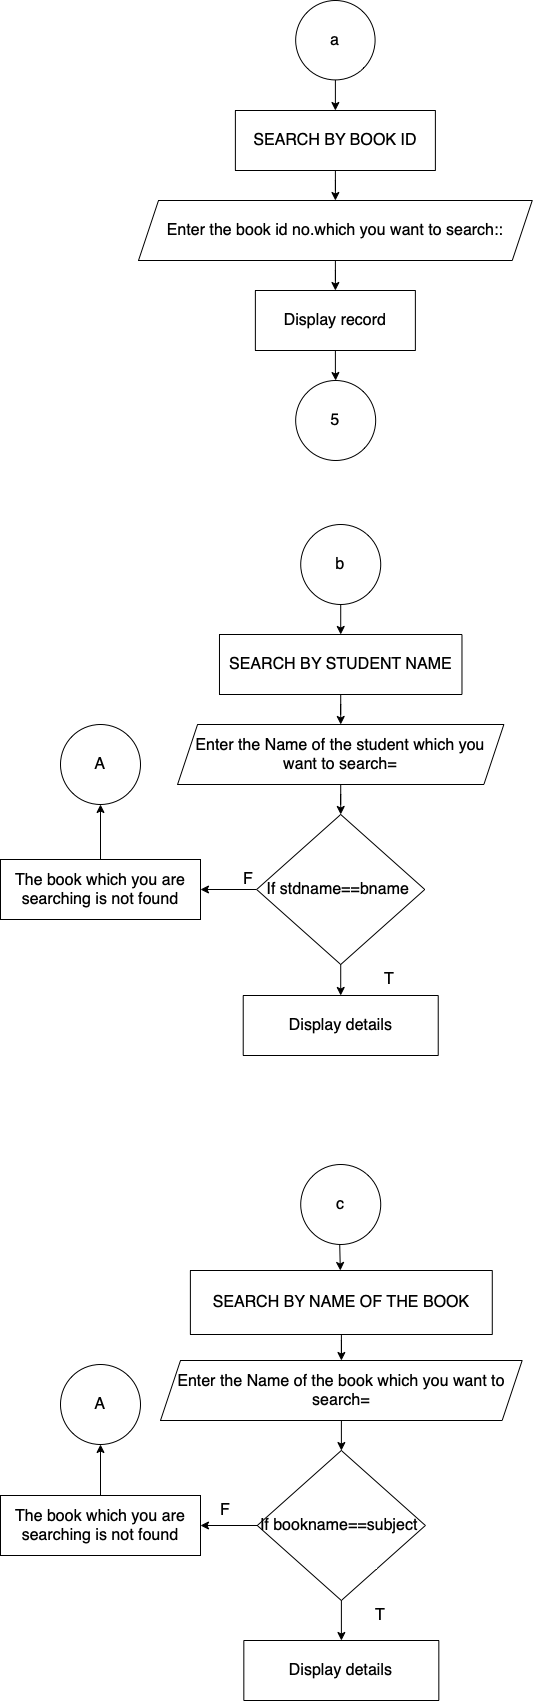 a
SEARCH BY BOOK ID
Enter the book id no.which you want to search::
Display record
5
b
SEARCH BY STUDENT NAME
Enter the Name of the student which you
want to search=
A
The book which you are
searching is not found
F
If stdname==bname
T
Display details
c
SEARCH BY NAME OF THE BOOK
Enter the Name of the book which you want to
search=
A
The book which you are
searching is not found
F
If bookname==subject
T
Display details